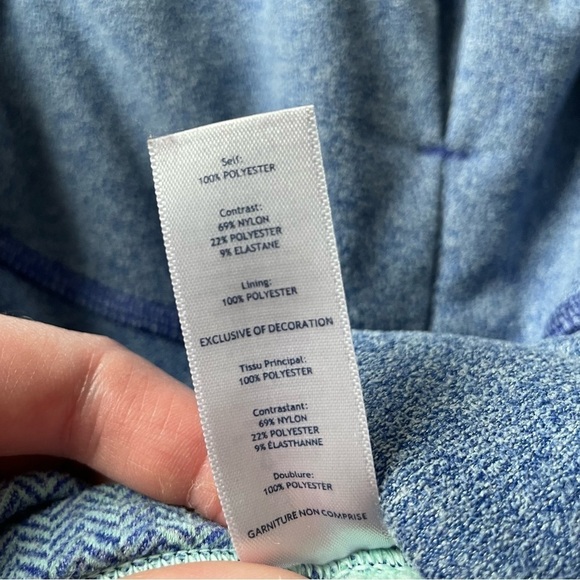 Self:
100% POLYESTER
Contrast:
69% NYLON
22% POLYESTER
9% ELASTANE
Lining:
100% POLYESTER
EXCLUSIVE OF DECORATION
Tissu Principal:
100% POLYESTER
Contrastant:
69% NYLON
22% POLYESTER
9% ÉLASTHANNE
Doublure:
100% POLYESTER
GARNITURE NON COMPRISE